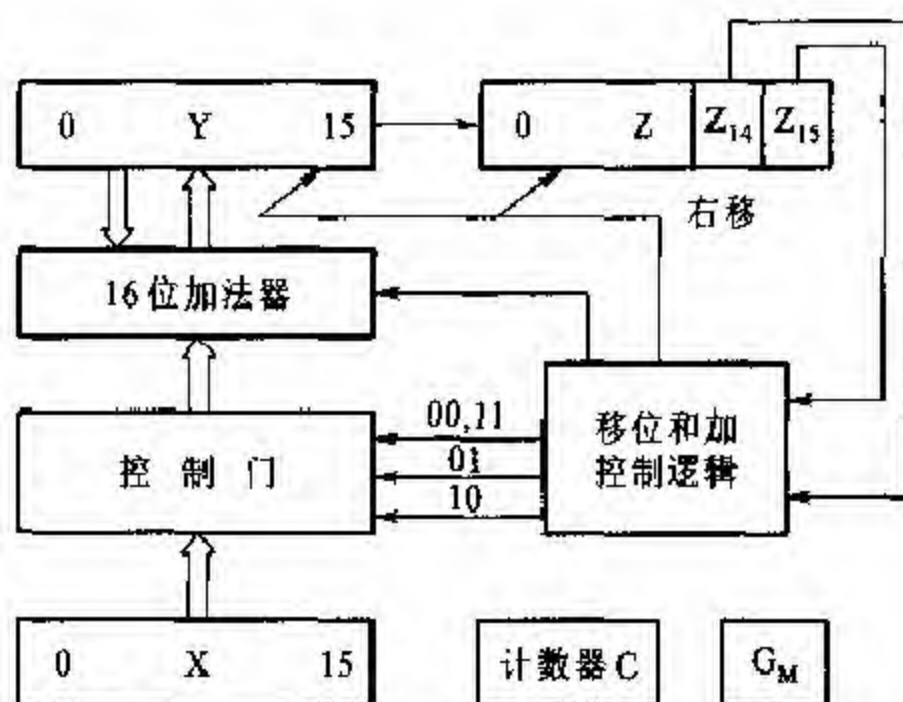 0 Y 15
0 Z Z₁₄ Z₁₅
右移
16位加法器
00,11
01
10
控制门
移位和加
控制逻辑
0 X 15
计数器C
G_M